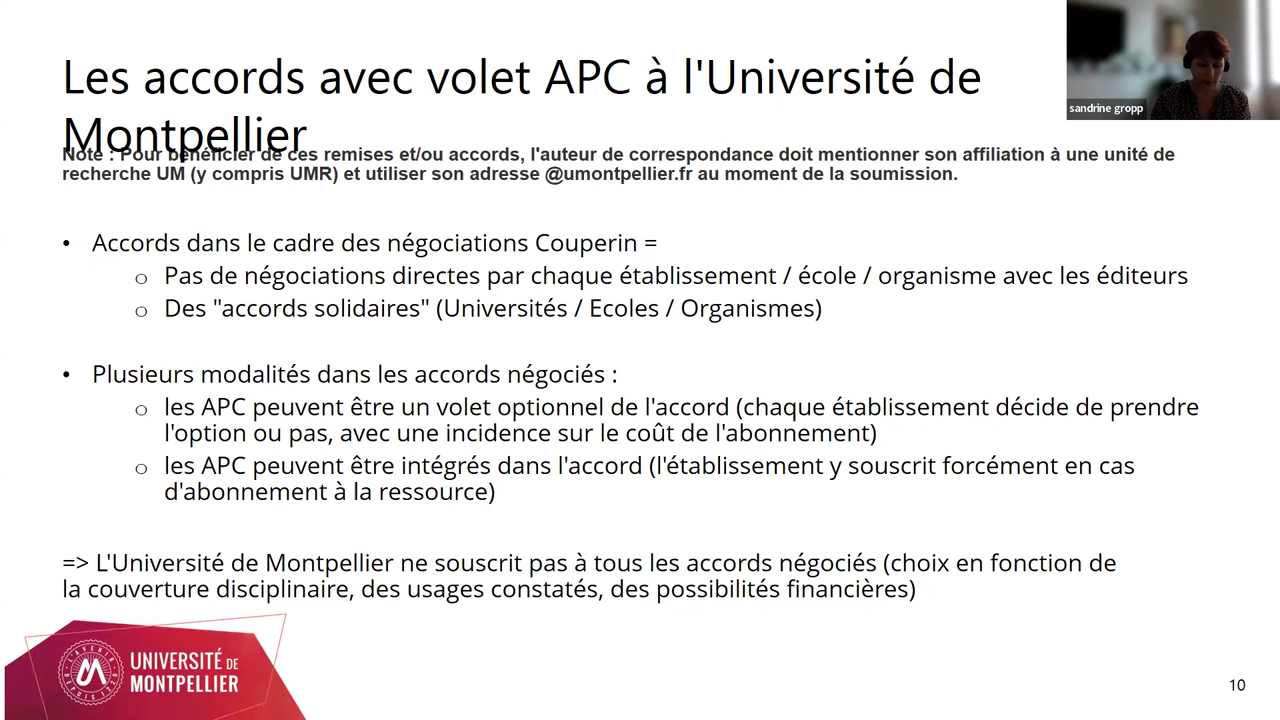 Les accords avec volet APC à l'Université de
Montpellier
Note : Pour bénéficier de ces remises et/ou accords, l'auteur de correspondance doit mentionner son affiliation à une unité de
recherche UM (y compris UMR) et utiliser son adresse @umontpellier.fr au moment de la soumission.
sandrine gropp
• Accords dans le cadre des négociations Couperin =
o Pas de négociations directes par chaque établissement / école / organisme avec les éditeurs
o Des "accords solidaires" (Universités / Ecoles / Organismes)
• Plusieurs modalités dans les accords négociés :
o les APC peuvent être un volet optionnel de l'accord (chaque établissement décide de prendre
l'option ou pas, avec une incidence sur le coût de l'abonnement)
o les APC peuvent être intégrés dans l'accord (l'établissement y souscrit forcément en cas
d'abonnement à la ressource)
=> L'Université de Montpellier ne souscrit pas à tous les accords négociés (choix en fonction de
la couverture disciplinaire, des usages constatés, des possibilités financières)
UNIVERSITÉ DE
MONTPELLIER
10